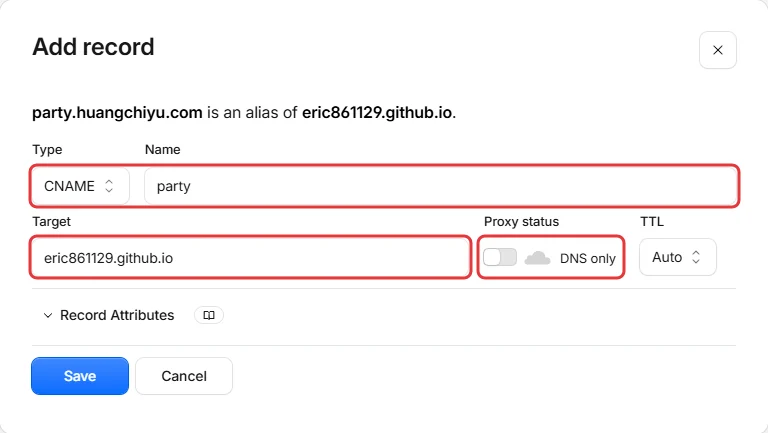 Add record
party.huangchiyu.com is an alias of eric861129.github.io.
Type Name
CNAME party
Target Proxy status TTL
eric861129.github.io DNS only Auto
Record Attributes
Save Cancel